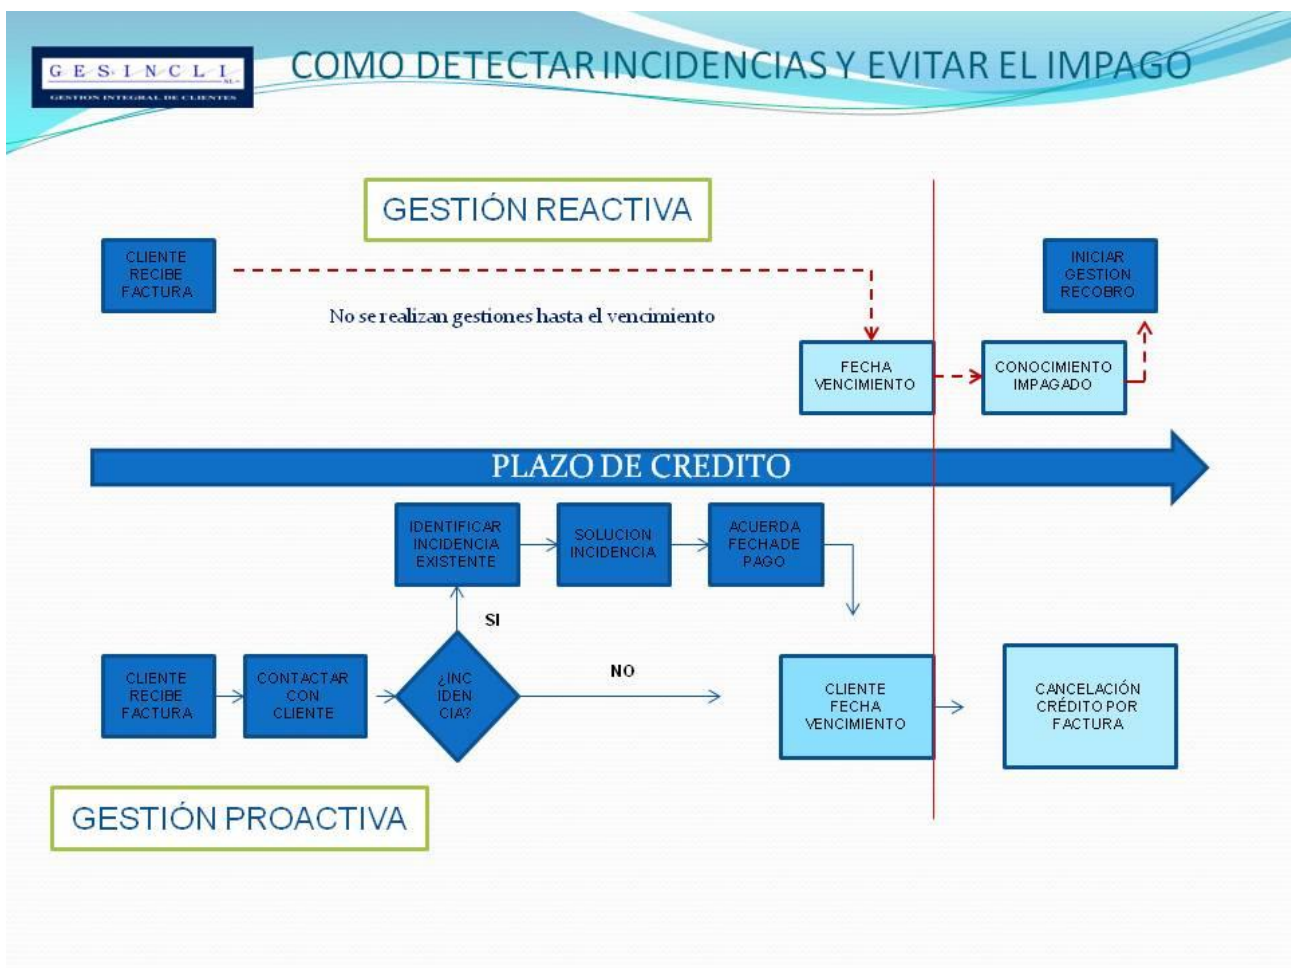 GESINCLI SL.
GESTION INTEGRAL DE CLIENTES
COMO DETECTAR INCIDENCIAS Y EVITAR EL IMPAGO
GESTIÓN REACTIVA
CLIENTE
RECIBE
FACTURA
INICIAR
GESTION
RECOBRO
No se realizan gestiones hasta el vencimiento
FECHA
VENCIMIENTO
CONOCIMIENTO
IMPAGADO
PLAZO DE CREDITO
IDENTIFICAR
INCIDENCIA
EXISTENTE
SOLUCION
INCIDENCIA
ACUERDA
FECHADE
PAGO
SI
CLIENTE
RECIBE
FACTURA
CONTACTAR
CON
CLIENTE
¿INC
IDEN
CIA?
NO
CLIENTE
FECHA
VENCIMIENTO
CANCELACIÓN
CRÉDITO POR
FACTURA
GESTIÓN PROACTIVA